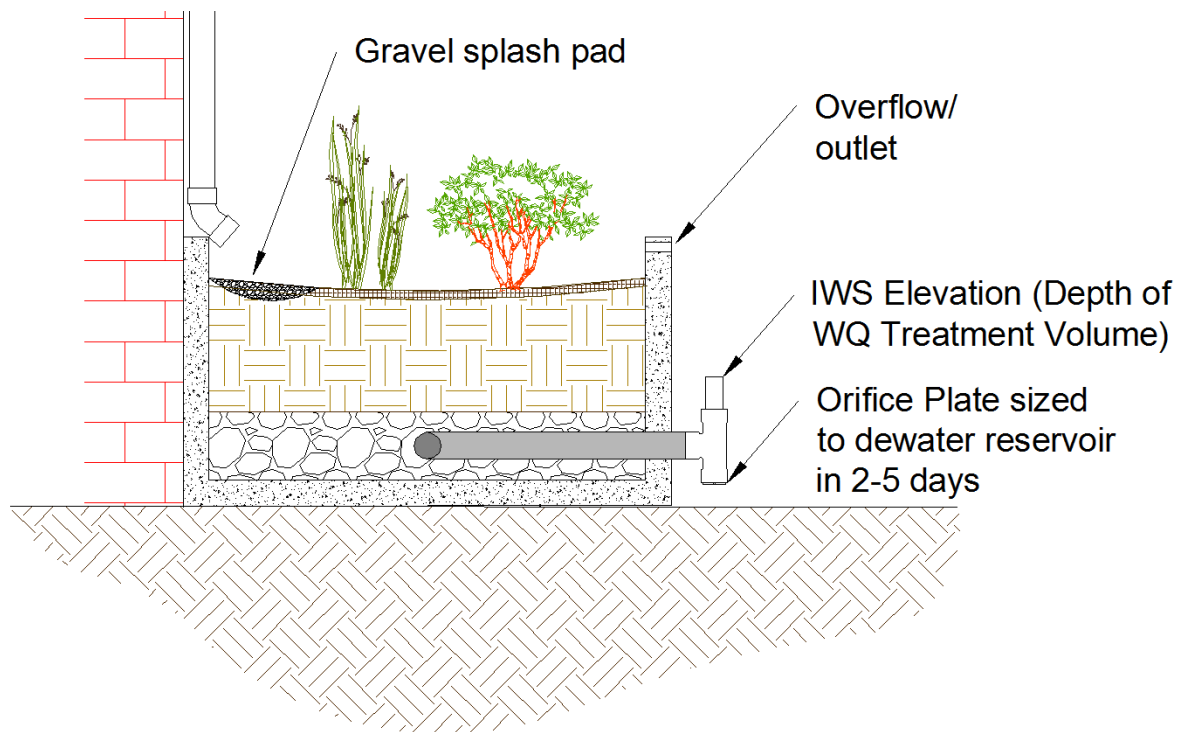 Gravel splash pad
Overflow/
outlet
IWS Elevation (Depth of
WQ Treatment Volume)
Orifice Plate sized
to dewater reservoir
in 2-5 days